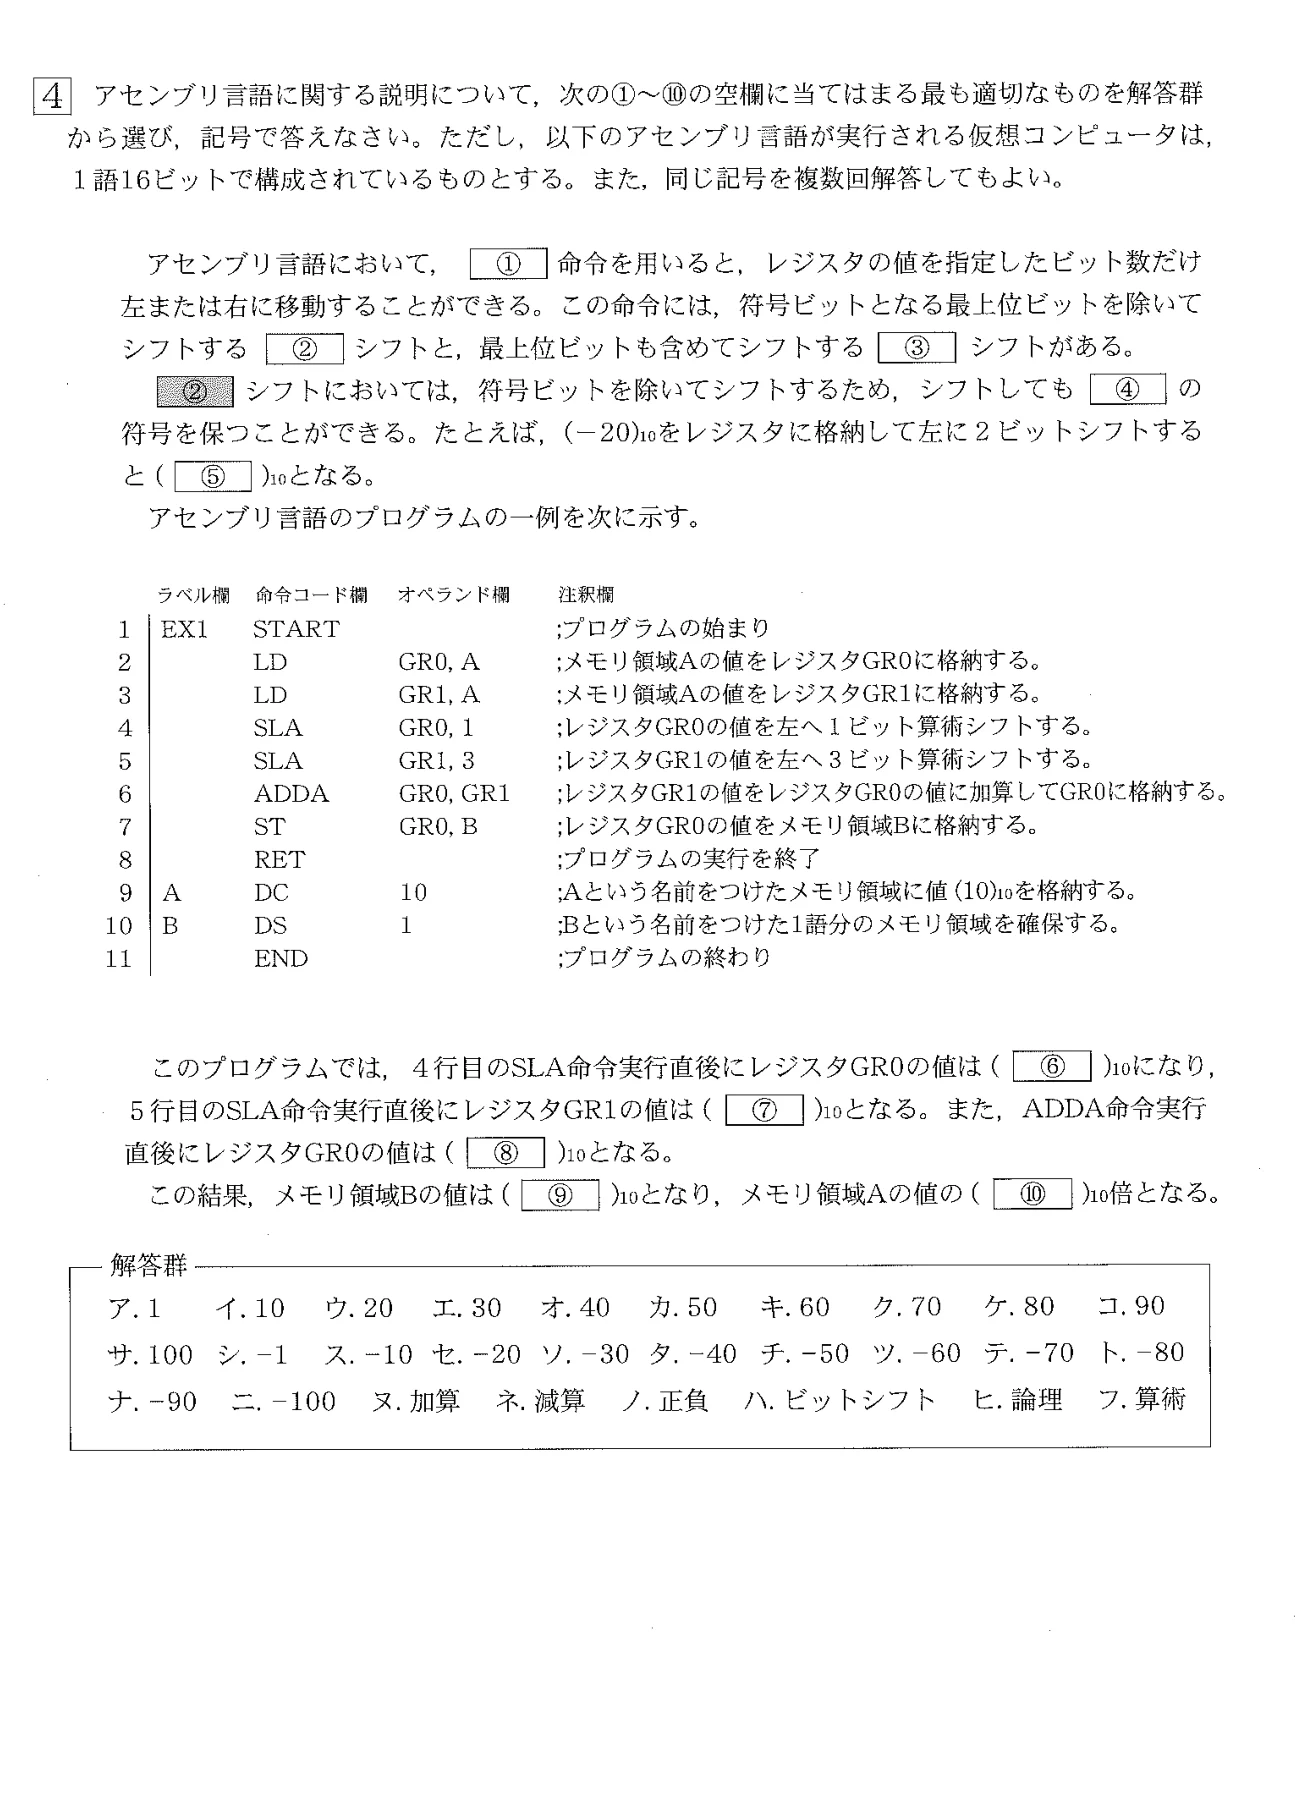 4 アセンブリ言語に関する説明について，次の①～⑩の空欄に当てはまる最も適切なものを解答群
から選び，記号で答えなさい。ただし，以下のアセンブリ言語が実行される仮想コンピュータは，
１語16ビットで構成されているものとする。また，同じ記号を複数回解答してもよい。
アセンブリ言語において， ① 命令を用いると，レジスタの値を指定したビット数だけ
左または右に移動することができる。この命令には，符号ビットとなる最上位ビットを除いて
シフトする ② シフトと，最上位ビットも含めてシフトする ③ シフトがある。
② シフトにおいては，符号ビットを除いてシフトするため，シフトしても ④ の
符号を保つことができる。たとえば，(－20)₁₀をレジスタに格納して左に２ビットシフトする
と ( ⑤ )₁₀となる。
アセンブリ言語のプログラムの一例を次に示す。
ラベル欄 命令コード欄 オペランド欄 注釈欄
1 EX1 START ;プログラムの始まり
2 LD GR0, A ;メモリ領域Aの値をレジスタGR0に格納する。
3 LD GR1, A ;メモリ領域Aの値をレジスタGR1に格納する。
4 SLA GR0, 1 ;レジスタGR0の値を左へ１ビット算術シフトする。
5 SLA GR1, 3 ;レジスタGR1の値を左へ３ビット算術シフトする。
6 ADDA GR0, GR1 ;レジスタGR1の値をレジスタGR0の値に加算してGR0に格納する。
7 ST GR0, B ;レジスタGR0の値をメモリ領域Bに格納する。
8 RET ;プログラムの実行を終了
9 A DC 10 ;Aという名前をつけたメモリ領域に値 (10)₁₀を格納する。
10 B DS 1 ;Bという名前をつけた1語分のメモリ領域を確保する。
11 END ;プログラムの終わり
このプログラムでは，４行目のSLA命令実行直後にレジスタGR0の値は ( ⑥ )₁₀になり，
５行目のSLA命令実行直後にレジスタGR1の値は ( ⑦ )₁₀となる。また，ADDA命令実行
直後にレジスタGR0の値は ( ⑧ )₁₀となる。
この結果，メモリ領域Bの値は ( ⑨ )₁₀となり，メモリ領域Aの値の ( ⑩ )₁₀倍となる。
解答群
ア. 1 イ. 10 ウ. 20 エ. 30 オ. 40 カ. 50 キ. 60 ク. 70 ケ. 80 コ. 90
サ. 100 シ. −1 ス. −10 セ. −20 ソ. −30 タ. −40 チ. −50 ツ. −60 テ. −70 ト. −80
ナ. −90 ニ. −100 ヌ. 加算 ネ. 減算 ノ. 正負 ハ. ビットシフト ヒ. 論理 フ. 算術